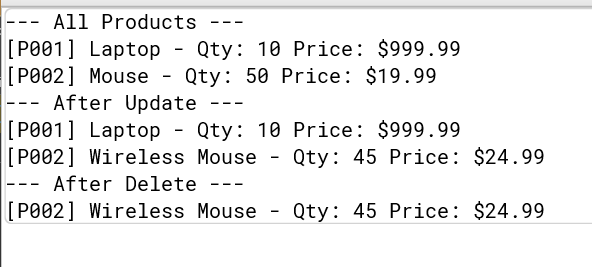 --- All Products ---
[P001] Laptop - Qty: 10 Price: $999.99
[P002] Mouse - Qty: 50 Price: $19.99
--- After Update ---
[P001] Laptop - Qty: 10 Price: $999.99
[P002] Wireless Mouse - Qty: 45 Price: $24.99
--- After Delete ---
[P002] Wireless Mouse - Qty: 45 Price: $24.99